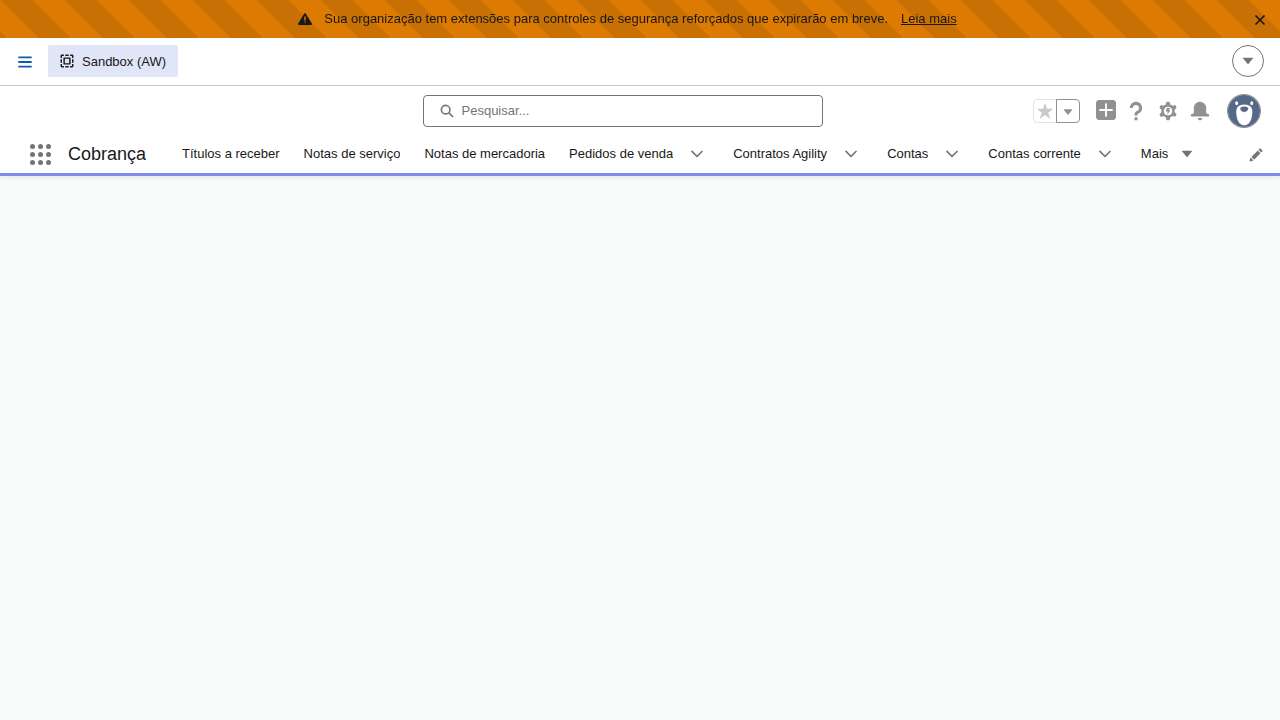 Sua organização tem extensões para controles de segurança reforçados que expirarão em breve. Leia mais
Sandbox (AW)
Pesquisar...
Cobrança Títulos a receber Notas de serviço Notas de mercadoria Pedidos de venda Contratos Agility Contas Contas corrente Mais